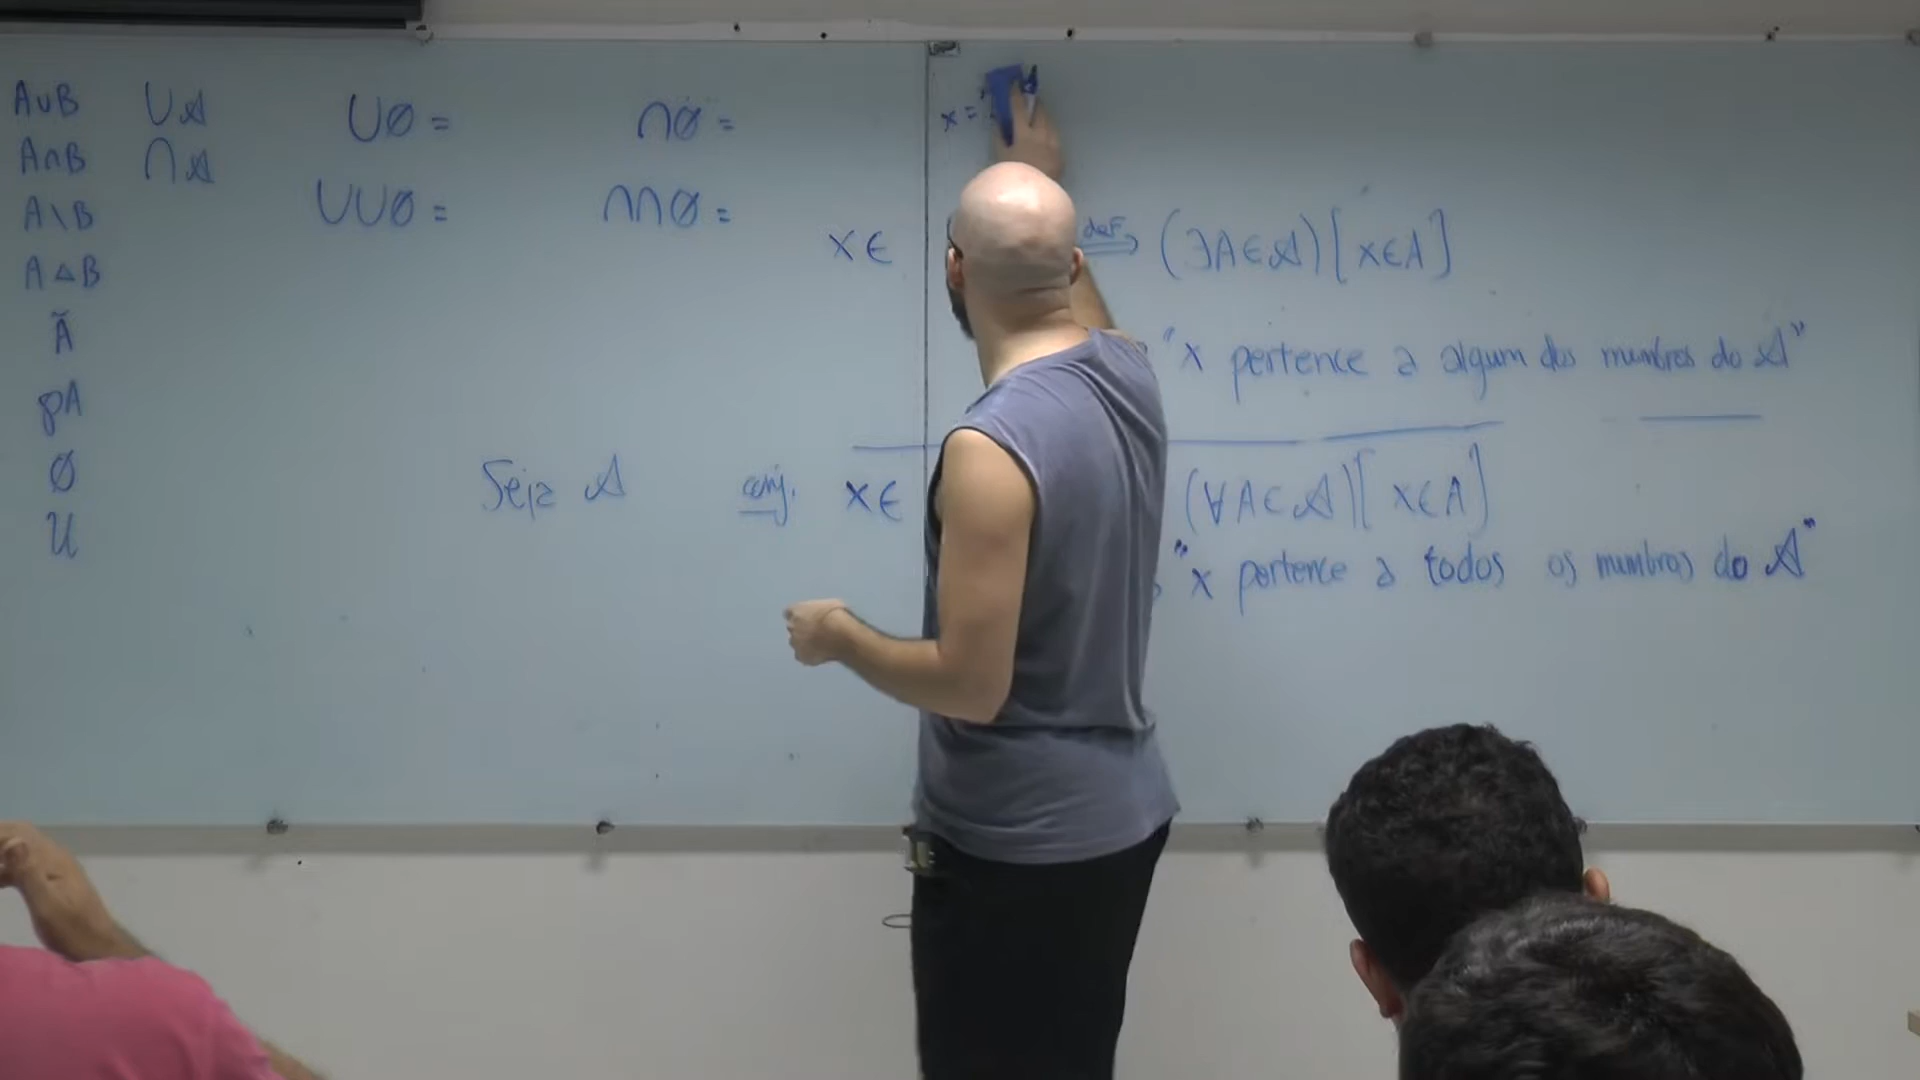 A∪B
A∩B
A\B
A△B
Ã
℘A
∅
U
∪𝒜
∩𝒜
∪∅ =
∪∪∅ =
∩∅ =
∩∩∅ =
x =
x ∈ def (∃A∈𝒜)[x∈A]
"x pertence a algum dos membros do 𝒜"
Seja 𝒜 conj. x ∈ (∀A∈𝒜)[x∈A]
"x pertence a todos os membros do 𝒜"